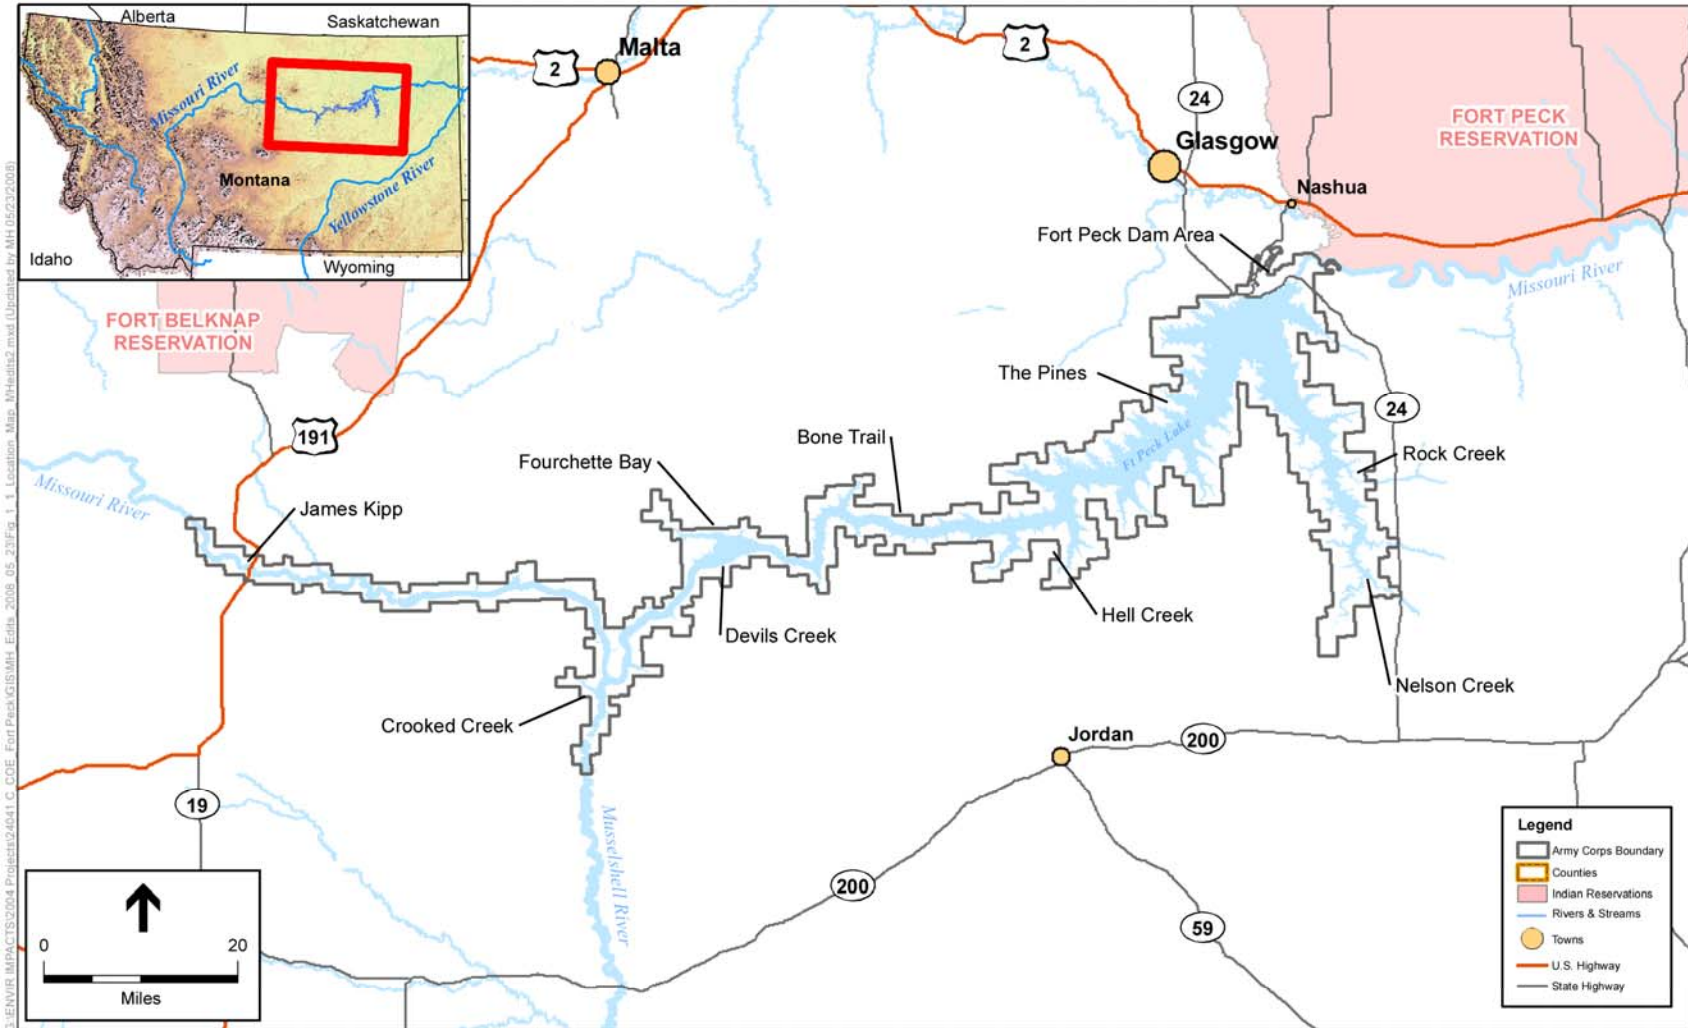 Alberta
Saskatchewan
Missouri River
Montana
Yellowstone River
Idaho
Wyoming
2
Malta
2
24
FORT PECK
RESERVATION
Glasgow
Nashua
Fort Peck Dam Area
Missouri River
FORT BELKNAP
RESERVATION
The Pines
24
191
Bone Trail
Ft Peck Lake
Rock Creek
Fourchette Bay
Missouri River
James Kipp
Hell Creek
Devils Creek
Nelson Creek
Crooked Creek
Jordan
200
19
Musselshell River
200
59
Legend
Army Corps Boundary
Counties
Indian Reservations
Rivers & Streams
Towns
U.S. Highway
State Highway
0 20
Miles